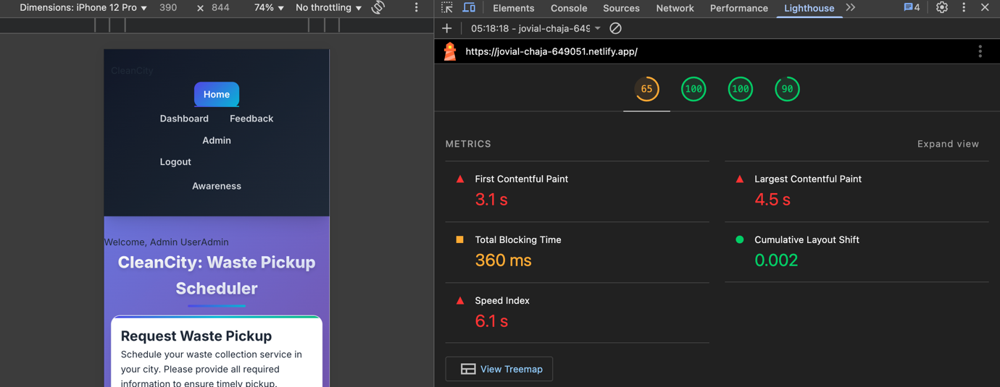 Dimensions: iPhone 12 Pro ▼ 390 × 844 74% ▼ No throttling ▼
Elements Console Sources Network Performance Lighthouse 4
05:18:18 - jovial-chaja-649
https://jovial-chaja-649051.netlify.app/
65 100 100 90
CleanCity
Home
Dashboard Feedback
Admin
Logout
Awareness
Welcome, Admin UserAdmin
CleanCity: Waste Pickup
Scheduler
Request Waste Pickup
Schedule your waste collection service in
your city. Please provide all required
information to ensure timely pickup.
METRICS Expand view
First Contentful Paint
3.1 s
Largest Contentful Paint
4.5 s
Total Blocking Time
360 ms
Cumulative Layout Shift
0.002
Speed Index
6.1 s
View Treemap